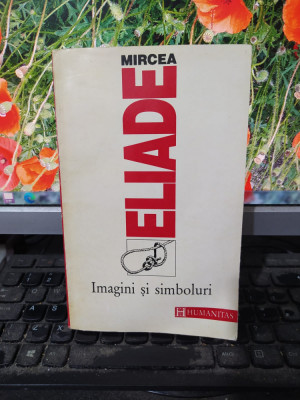 MIRCEA
ELIADE
Imagini și simboluri
H HUMANITAS